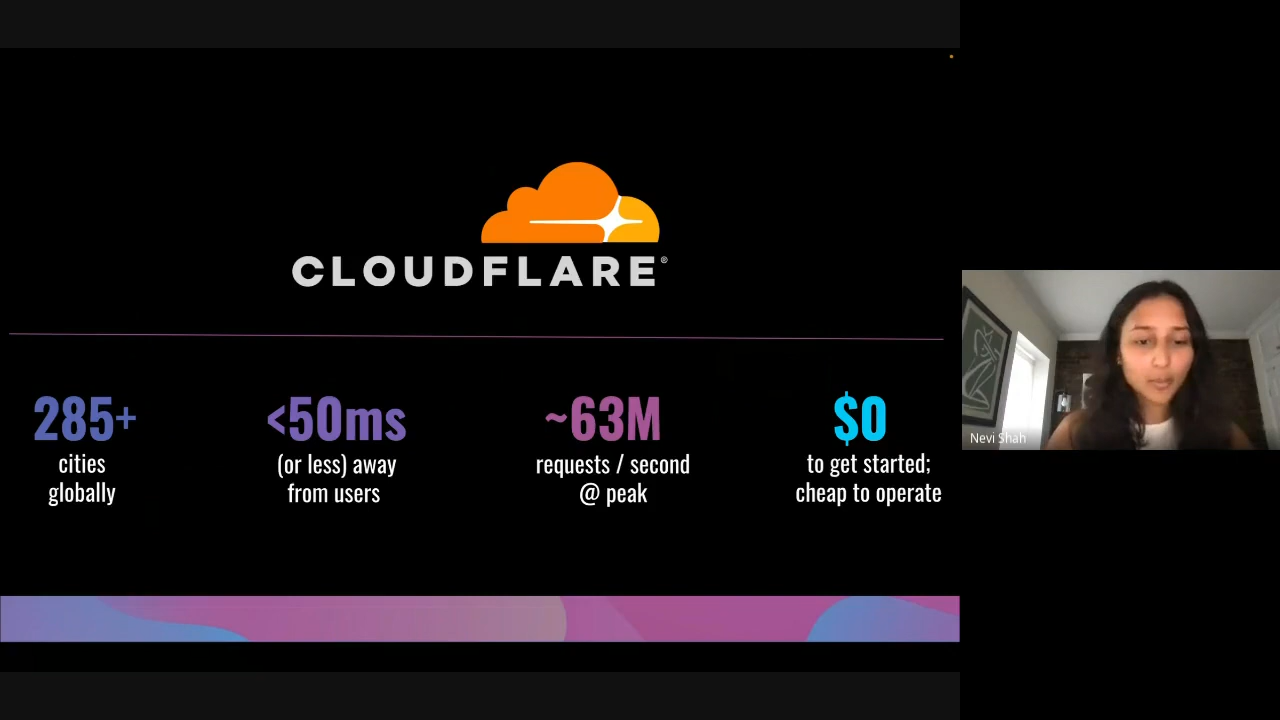 CLOUDFLARE®
285+
cities
globally
<50ms
(or less) away
from users
~63M
requests / second
@ peak
$0
to get started;
cheap to operate
Nevi Shah